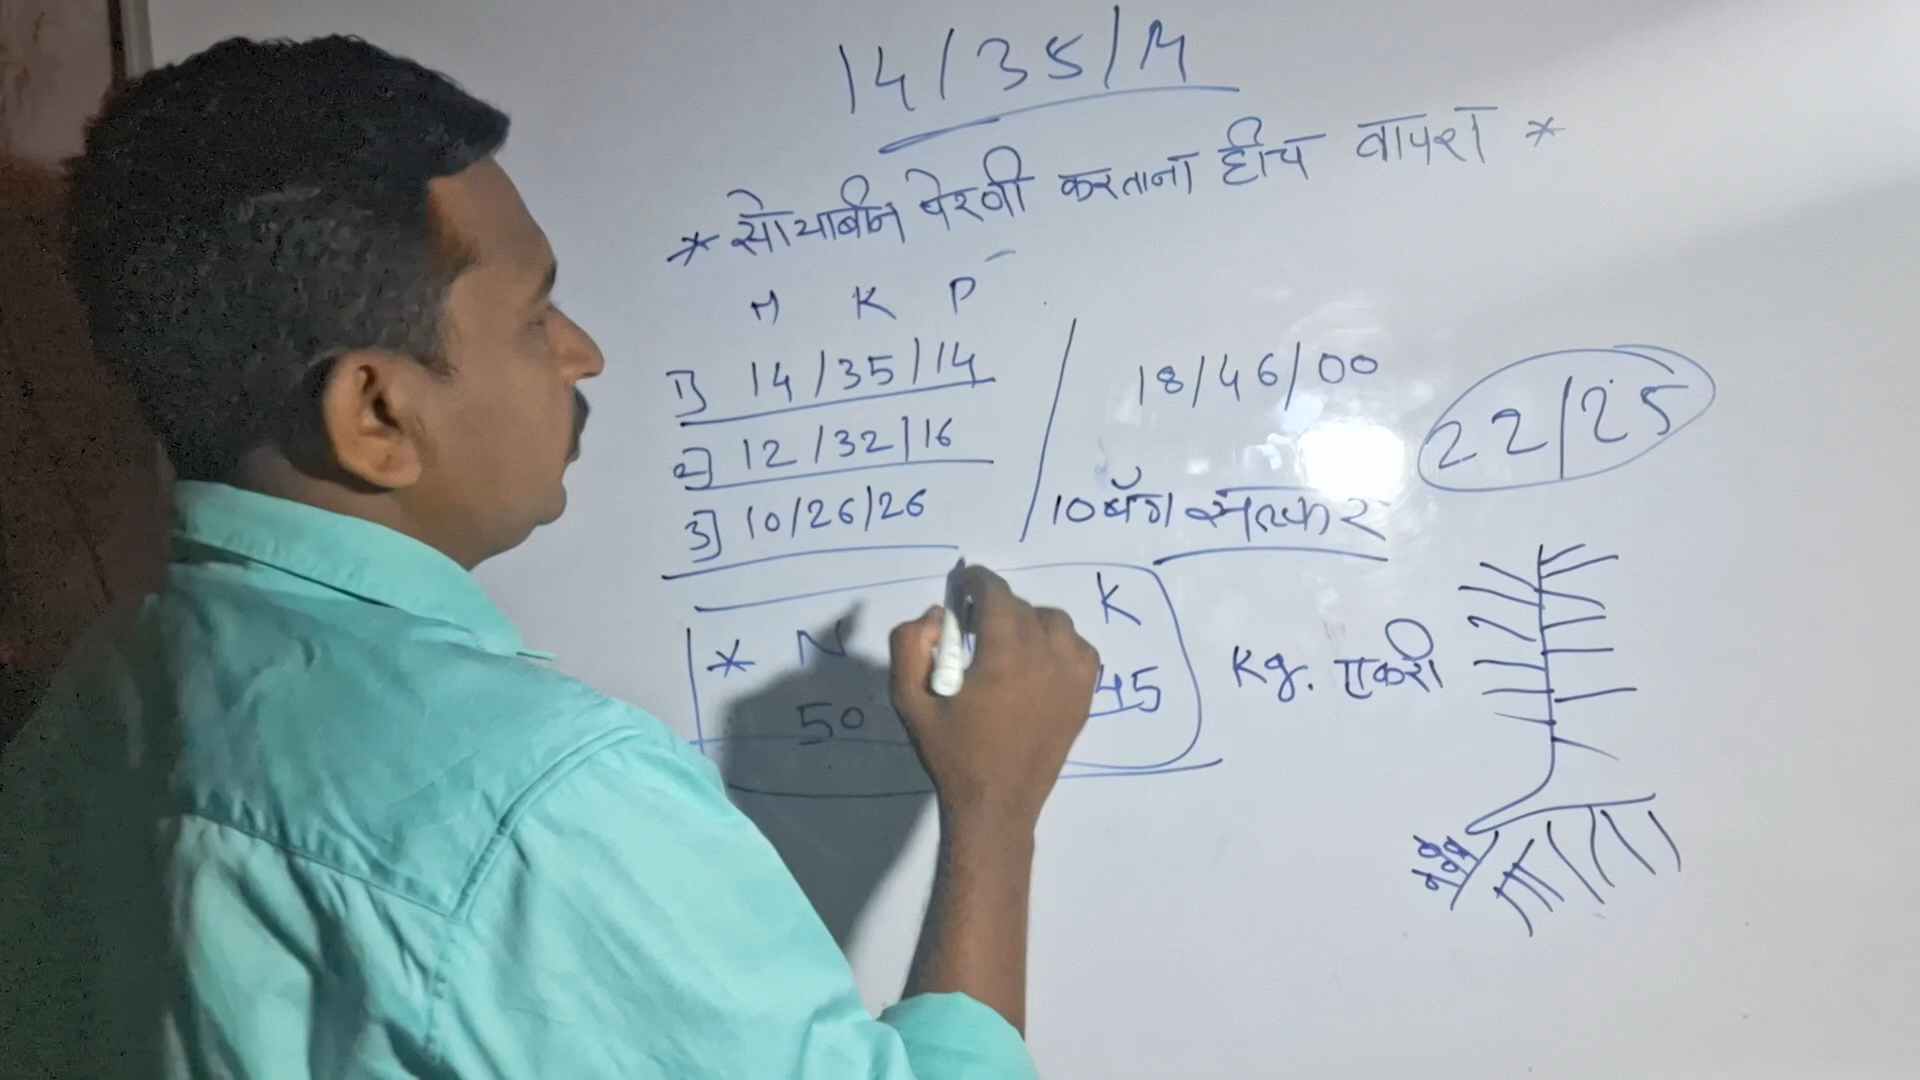 14/35/14
* सोयाबीन पेरणी करताना हीच वापरा *
N K P
1] 14/35/14
18/46/00
22/25
2] 12/32/16
3] 10/26/26
10 बॅग
* N K
50 45 Kg. एकरी